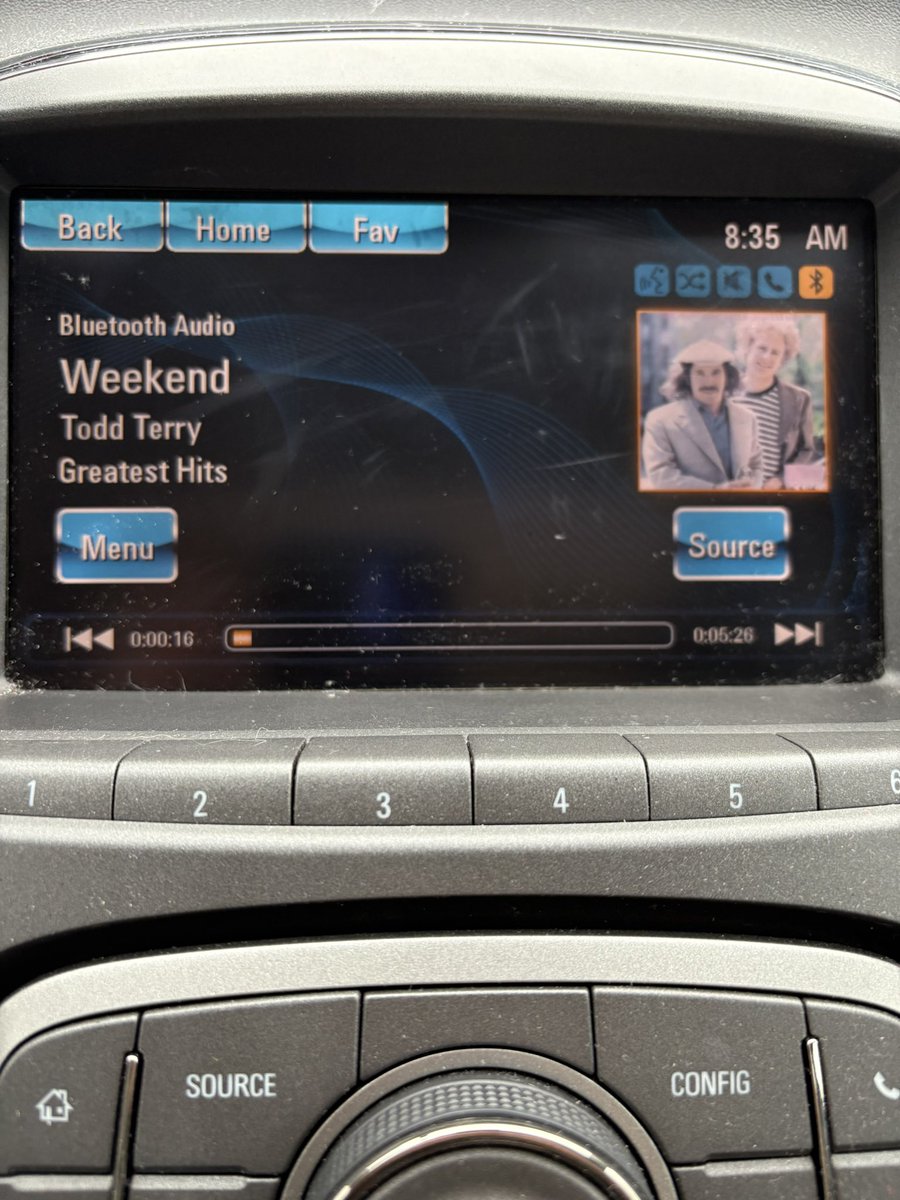 Back Home Fav
8:35 AM
Bluetooth Audio
Weekend
Todd Terry
Greatest Hits
Menu
Source
0:00:16
0:05:26
1 2 3 4 5 6
SOURCE
CONFIG